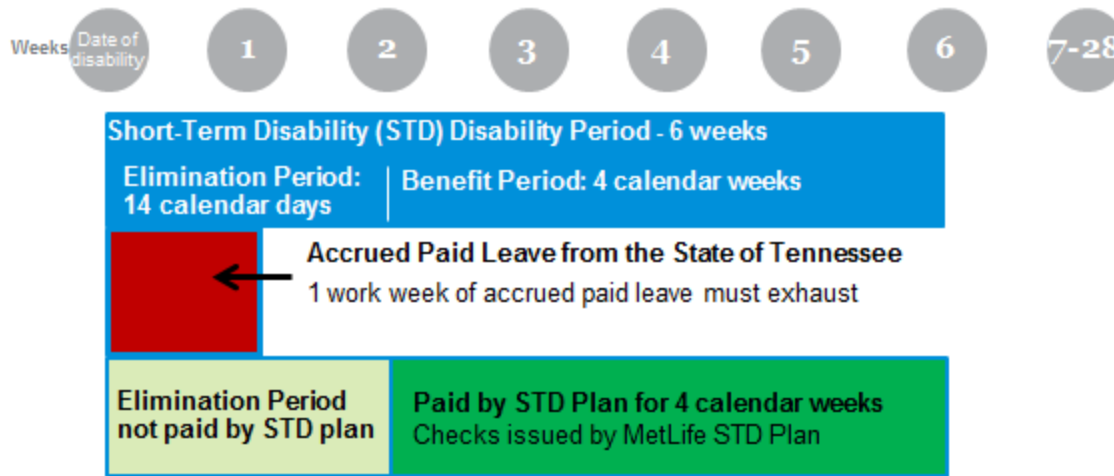 Weeks Date of disability 1 2 3 4 5 6 7-28
Short-Term Disability (STD) Disability Period - 6 weeks
Elimination Period:
14 calendar days
Benefit Period: 4 calendar weeks
Accrued Paid Leave from the State of Tennessee
1 work week of accrued paid leave must exhaust
Elimination Period
not paid by STD plan
Paid by STD Plan for 4 calendar weeks
Checks issued by MetLife STD Plan